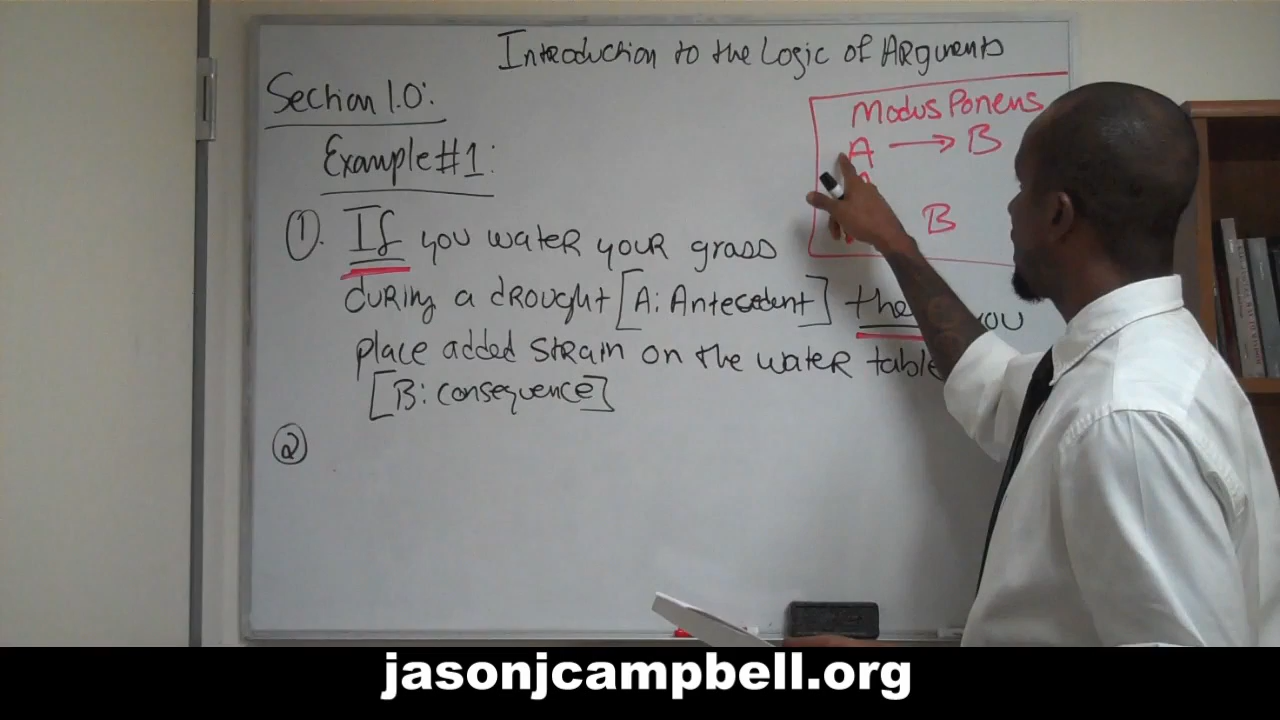 Introduction to the Logic of Arguments
Section 1.0:
Example #1:
Modus Ponens
A → B
B
①. If you water your grass
during a drought [A: Antecedent] the you
place added strain on the water table
[B: consequence]
②
jasonjcampbell.org